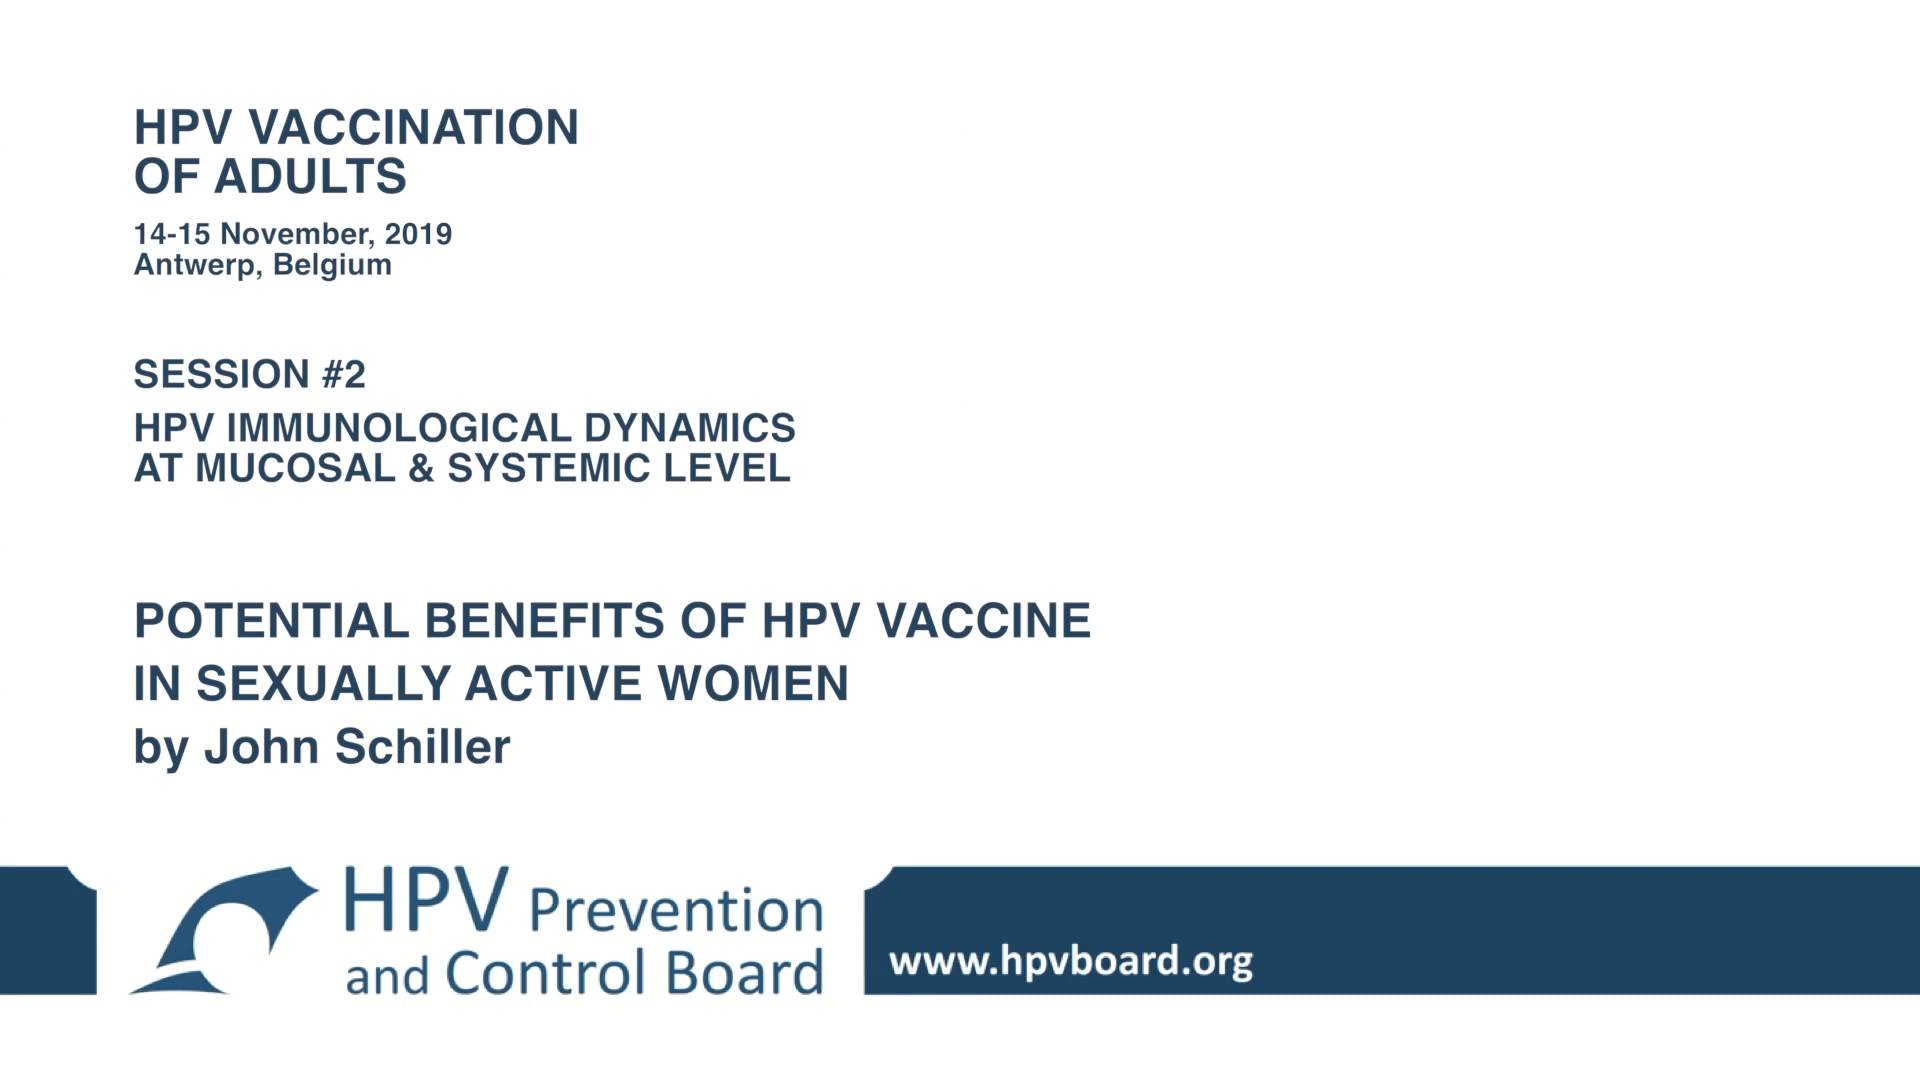 HPV VACCINATION
OF ADULTS
14-15 November, 2019
Antwerp, Belgium
SESSION #2
HPV IMMUNOLOGICAL DYNAMICS
AT MUCOSAL & SYSTEMIC LEVEL
POTENTIAL BENEFITS OF HPV VACCINE
IN SEXUALLY ACTIVE WOMEN
by John Schiller
HPV Prevention
and Control Board
www.hpvboard.org